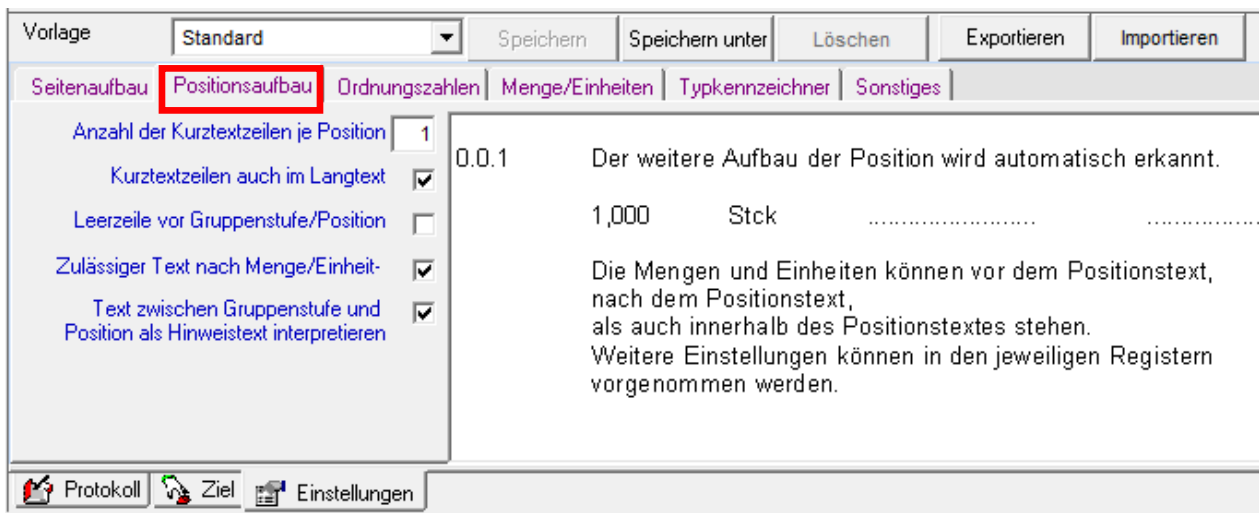 Vorlage Standard Speichern Speichern unter Löschen Exportieren Importieren
Seitenaufbau Positionsaufbau Ordnungszahlen Menge/Einheiten Typkennzeichner Sonstiges
Anzahl der Kurztextzeilen je Position 1
Kurztextzeilen auch im Langtext
Leerzeile vor Gruppenstufe/Position
Zulässiger Text nach Menge/Einheit-
Text zwischen Gruppenstufe und
Position als Hinweistext interpretieren
0.0.1 Der weitere Aufbau der Position wird automatisch erkannt.
1,000 Stck ........................ .................
Die Mengen und Einheiten können vor dem Positionstext,
nach dem Positionstext,
als auch innerhalb des Positionstextes stehen.
Weitere Einstellungen können in den jeweiligen Registern
vorgenommen werden.
Protokoll Ziel Einstellungen